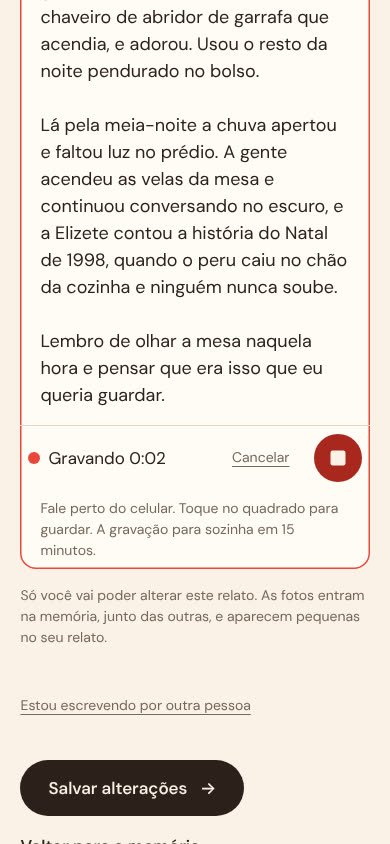 chaveiro de abridor de garrafa que
acendia, e adorou. Usou o resto da
noite pendurado no bolso.
Lá pela meia-noite a chuva apertou
e faltou luz no prédio. A gente
acendeu as velas da mesa e
continuou conversando no escuro, e
a Elizete contou a história do Natal
de 1998, quando o peru caiu no chão
da cozinha e ninguém nunca soube.
Lembro de olhar a mesa naquela
hora e pensar que era isso que eu
queria guardar.
Gravando 0:02
Cancelar
Fale perto do celular. Toque no quadrado para
guardar. A gravação para sozinha em 15
minutos.
Só você vai poder alterar este relato. As fotos entram
na memória, junto das outras, e aparecem pequenas
no seu relato.
Estou escrevendo por outra pessoa
Salvar alterações →
Voltar para a memória